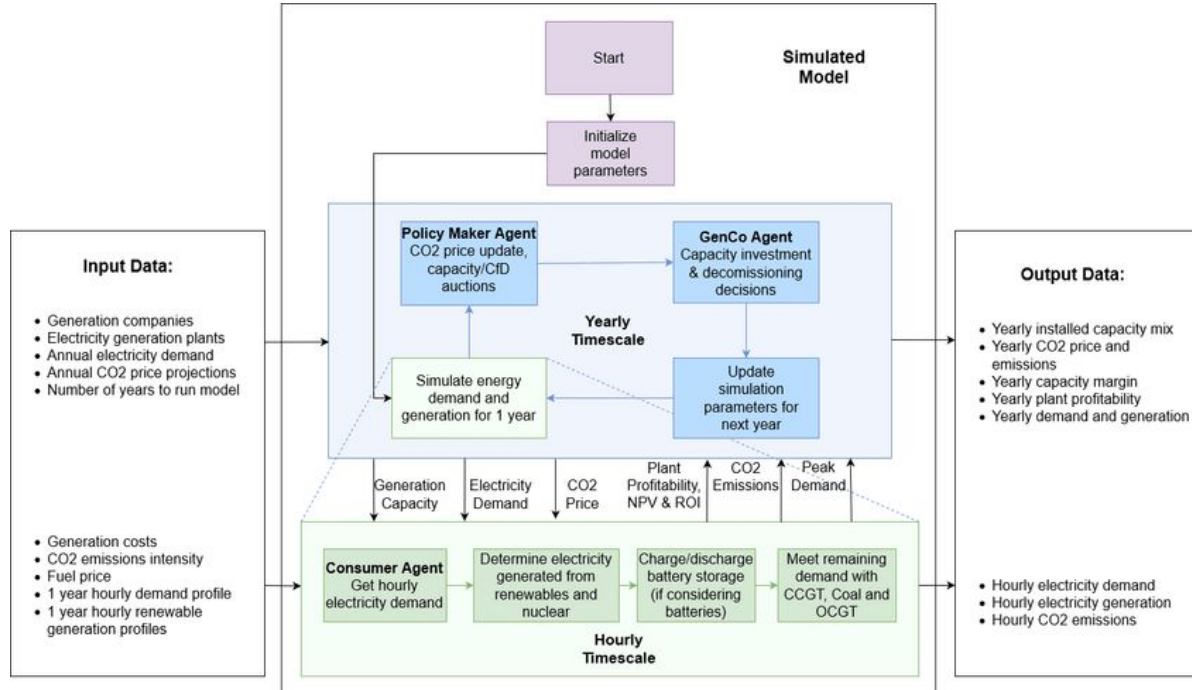 Start
Simulated
Model
Initialize
model
parameters
Input Data:
• Generation companies
• Electricity generation plants
• Annual electricity demand
• Annual CO2 price projections
• Number of years to run model
• Generation costs
• CO2 emissions intensity
• Fuel price
• 1 year hourly demand profile
• 1 year hourly renewable
generation profiles
Policy Maker Agent
CO2 price update,
capacity/CfD
auctions
GenCo Agent
Capacity investment
& decomissioning
decisions
Yearly
Timescale
Simulate energy
demand and
generation for 1 year
Update
simulation
parameters for
next year
Generation
Capacity
Electricity
Demand
CO2
Price
Plant
Profitability,
NPV & ROI
CO2
Emissions
Peak
Demand
Consumer Agent
Get hourly
electricity demand
Determine electricity
generated from
renewables and
nuclear
Charge/discharge
battery storage
(if considering
batteries)
Meet remaining
demand with
CCGT, Coal and
OCGT
Hourly
Timescale
Output Data:
• Yearly installed capacity mix
• Yearly CO2 price and
emissions
• Yearly capacity margin
• Yearly plant profitability
• Yearly demand and generation
• Hourly electricity demand
• Hourly electricity generation
• Hourly CO2 emissions